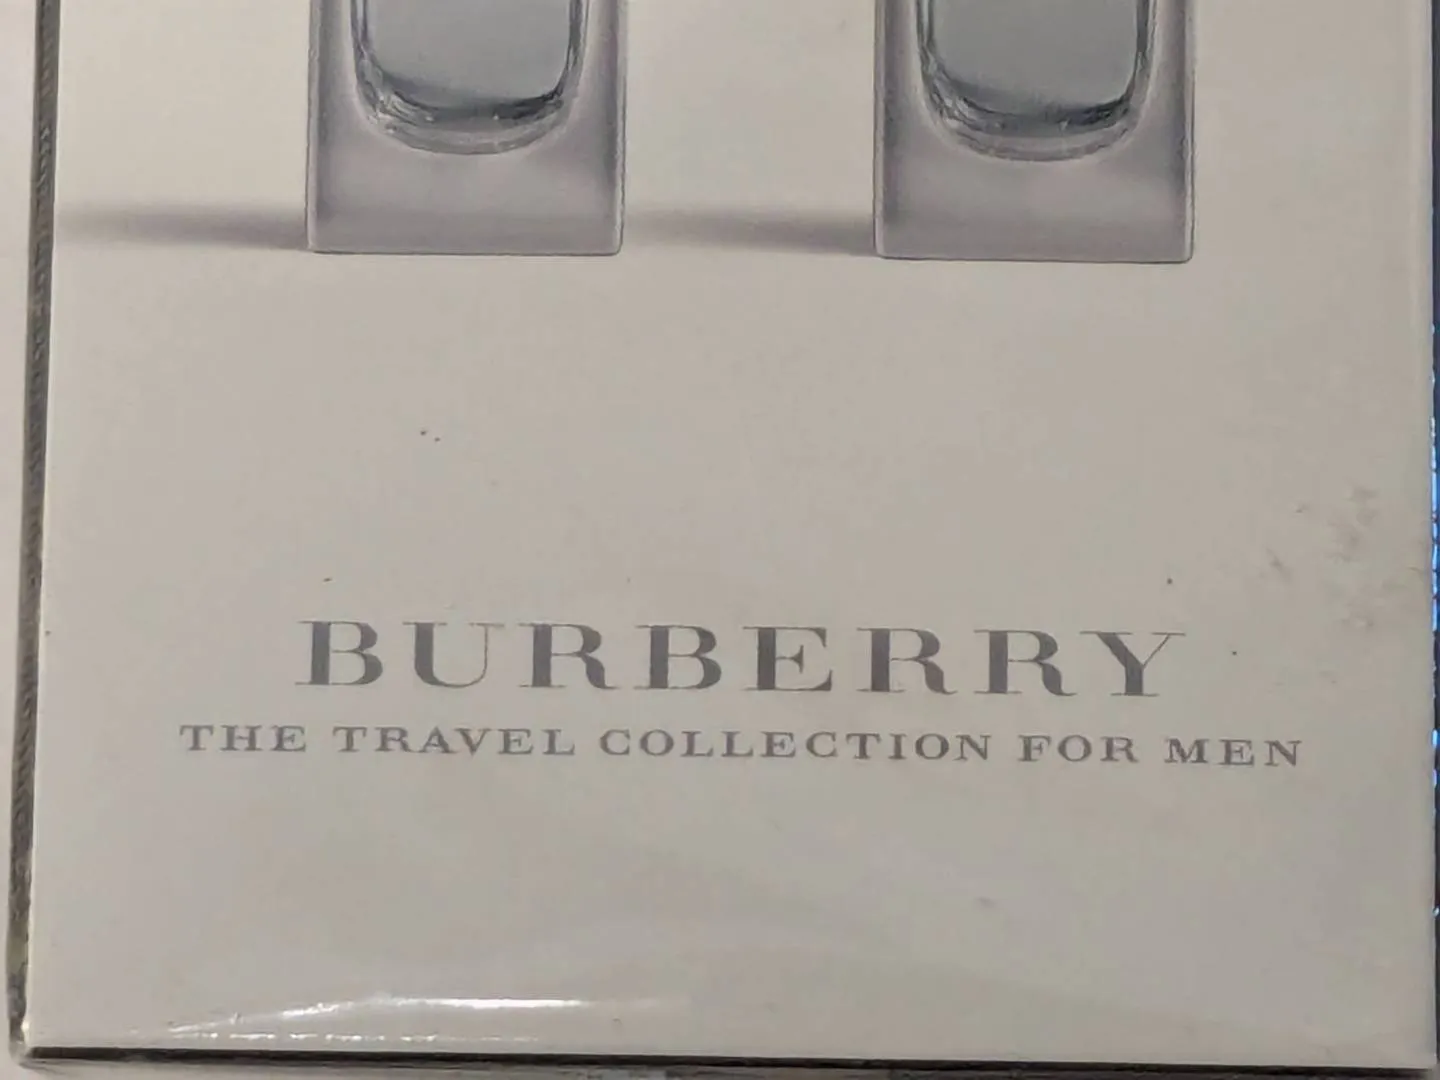 BURBERRY
THE TRAVEL COLLECTION FOR MEN